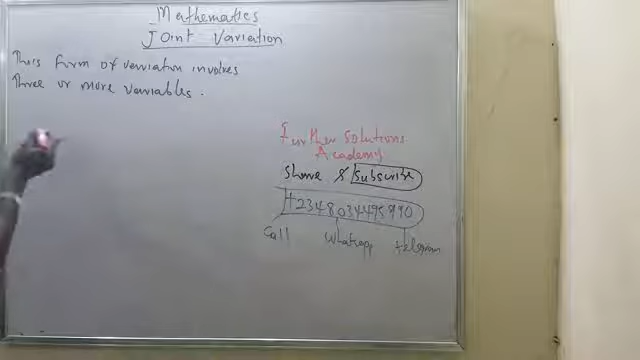 Mathematics
Joint Variation
This form of variation involves
Three or more variables.
Further Solutions
Academy
Share & Subscribe
+2348034495990
Call
whatsapp
telegram